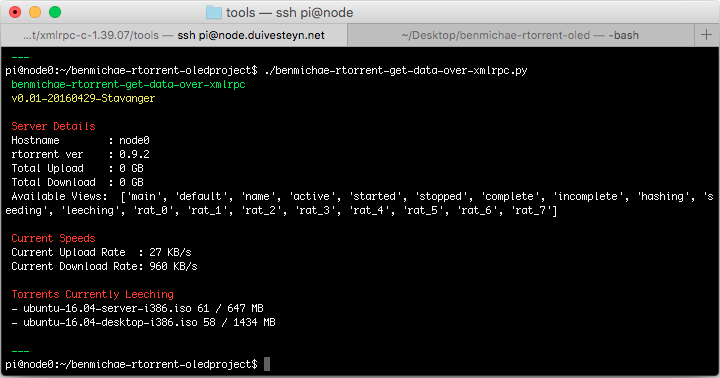 tools — ssh pi@node
...t/xmlrpc-c-1.39.07/tools — ssh pi@node.duivesteyn.net
~/Desktop/benmichae-rtorrent-oled — -bash
+
___
pi@node0:~/benmichae-rtorrent-oledproject$ ./benmichae-rtorrent-get-data-over-xmlrpc.py
benmichae-rtorrent-get-data-over-xmlrpc
v0.01-20160429-Stavanger
Server Details
Hostname : node0
rtorrent ver : 0.9.2
Total Upload : 0 GB
Total Download : 0 GB
Available Views: ['main', 'default', 'name', 'active', 'started', 'stopped', 'complete', 'incomplete', 'hashing', 's
eeding', 'leeching', 'rat_0', 'rat_1', 'rat_2', 'rat_3', 'rat_4', 'rat_5', 'rat_6', 'rat_7']
Current Speeds
Current Upload Rate : 27 KB/s
Current Download Rate: 960 KB/s
Torrents Currently Leeching
- ubuntu-16.04-server-i386.iso 61 / 647 MB
- ubuntu-16.04-desktop-i386.iso 58 / 1434 MB
___
pi@node0:~/benmichae-rtorrent-oledproject$